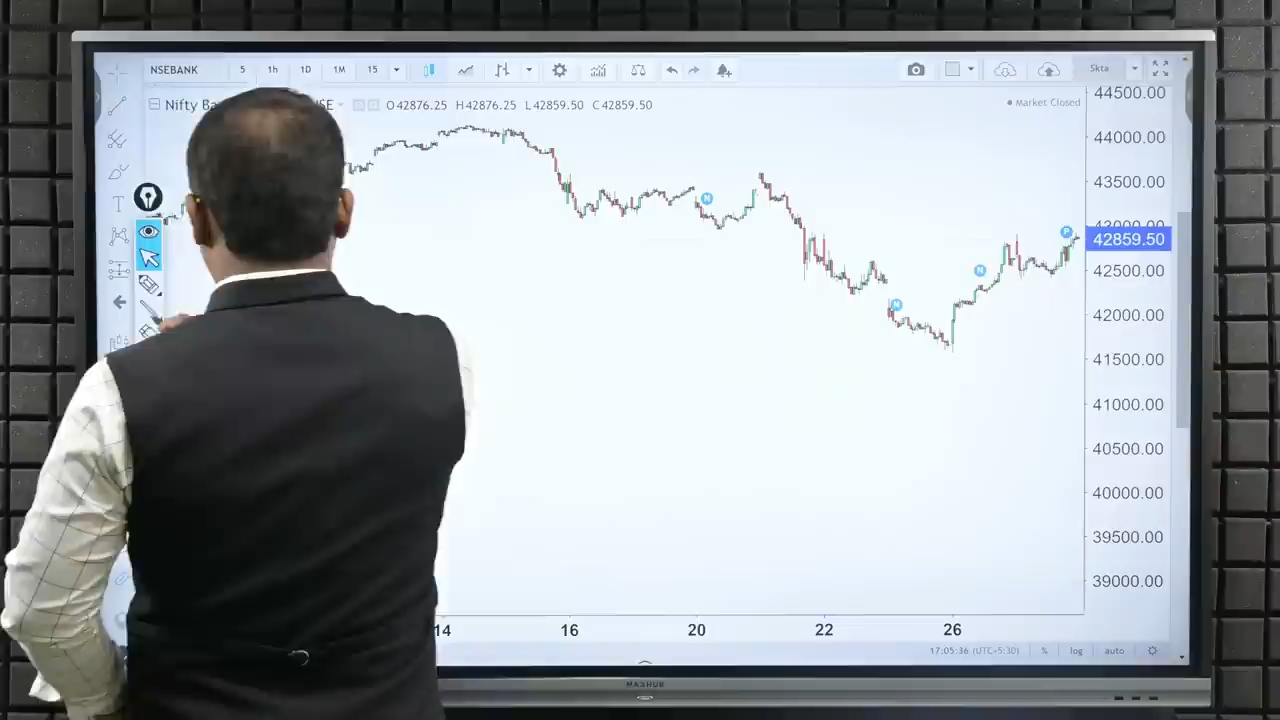 NSEBANK 5 1h 1D 1M 15 Skta
Nifty Ba SE O42876.25 H42876.25 L42859.50 C42859.50 Market Closed
44500.00
44000.00
43500.00
N
43000.00
P
42859.50
N
42500.00
N
42000.00
41500.00
41000.00
40500.00
40000.00
39500.00
39000.00
14 16 20 22 26
17:05:36 (UTC+5:30) % log auto
MAXHUB